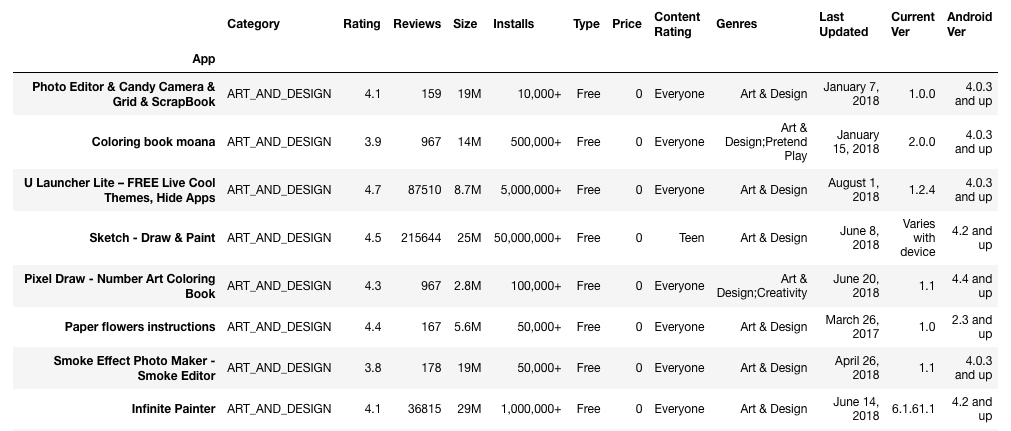 Category Rating Reviews Size Installs Type Price Content Rating Genres Last Updated Current Ver Android Ver
App
Photo Editor & Candy Camera & Grid & ScrapBook ART_AND_DESIGN 4.1 159 19M 10,000+ Free 0 Everyone Art & Design January 7, 2018 1.0.0 4.0.3 and up
Coloring book moana ART_AND_DESIGN 3.9 967 14M 500,000+ Free 0 Everyone Art & Design;Pretend Play January 15, 2018 2.0.0 4.0.3 and up
U Launcher Lite – FREE Live Cool Themes, Hide Apps ART_AND_DESIGN 4.7 87510 8.7M 5,000,000+ Free 0 Everyone Art & Design August 1, 2018 1.2.4 4.0.3 and up
Sketch - Draw & Paint ART_AND_DESIGN 4.5 215644 25M 50,000,000+ Free 0 Teen Art & Design June 8, 2018 Varies with device 4.2 and up
Pixel Draw - Number Art Coloring Book ART_AND_DESIGN 4.3 967 2.8M 100,000+ Free 0 Everyone Art & Design;Creativity June 20, 2018 1.1 4.4 and up
Paper flowers instructions ART_AND_DESIGN 4.4 167 5.6M 50,000+ Free 0 Everyone Art & Design March 26, 2017 1.0 2.3 and up
Smoke Effect Photo Maker - Smoke Editor ART_AND_DESIGN 3.8 178 19M 50,000+ Free 0 Everyone Art & Design April 26, 2018 1.1 4.0.3 and up
Infinite Painter ART_AND_DESIGN 4.1 36815 29M 1,000,000+ Free 0 Everyone Art & Design June 14, 2018 6.1.61.1 4.2 and up